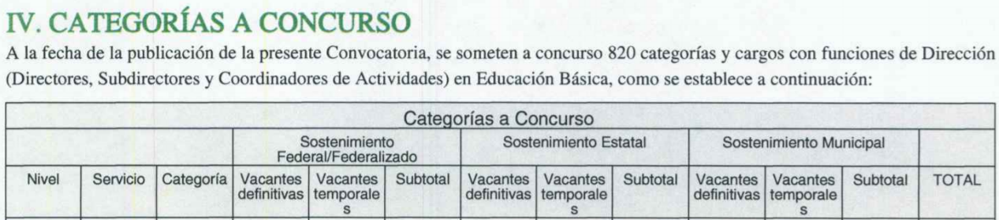 IV. CATEGORÍAS A CONCURSO
A la fecha de la publicación de la presente Convocatoria, se someten a concurso 820 categorías y cargos con funciones de Dirección
(Directores, Subdirectores y Coordinadores de Actividades) en Educación Básica, como se establece a continuación:
Categorías a Concurso
Sostenimiento Federal/Federalizado Sostenimiento Estatal Sostenimiento Municipal
Nivel Servicio Categoría Vacantes definitivas Vacantes temporales Subtotal Vacantes definitivas Vacantes temporales Subtotal Vacantes definitivas Vacantes temporales Subtotal TOTAL